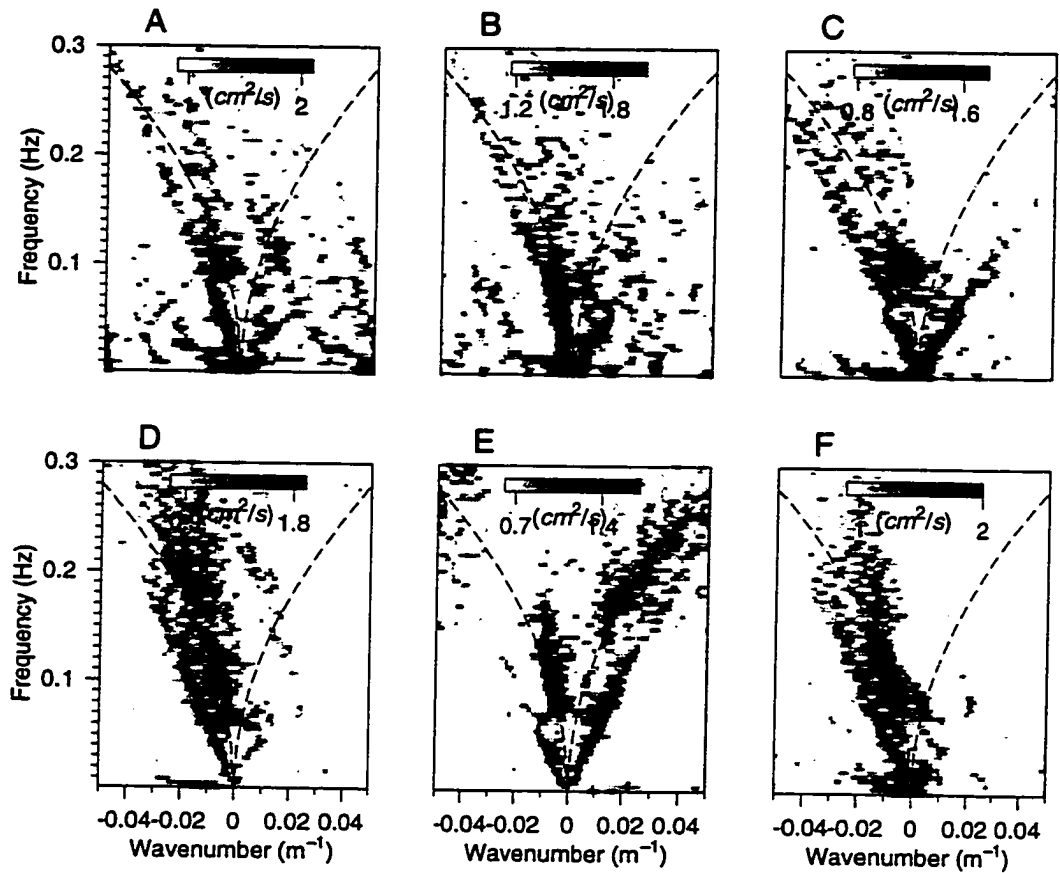 A B C
0.3
(cm²/s) 2
1.2 (cm²/s) 1.8
0.8 (cm²/s) 1.6
0.2
0.1
Frequency (Hz)
D E F
0.3
cm²/s) 1.8
0.7 (cm²/s) 4
(cm²/s) 2
0.2
0.1
Frequency (Hz)
-0.04 -0.02 0 0.02 0.04
-0.04 -0.02 0 0.02 0.04
-0.04 -0.02 0 0.02 0.04
Wavenumber (m⁻¹)
Wavenumber (m⁻¹)
Wavenumber (m⁻¹)